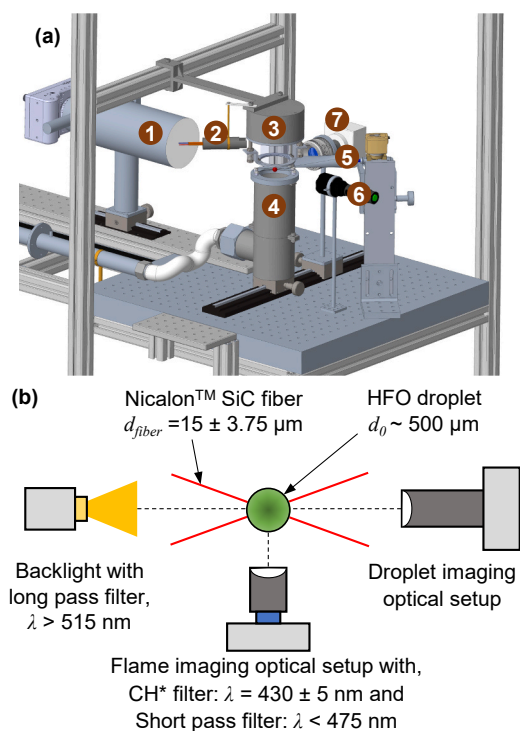 (a)
1
2
3
7
5
4
6
(b)
Nicalon™ SiC fiber
d_fiber =15 ± 3.75 μm
HFO droplet
d_0 ~ 500 μm
Backlight with
long pass filter,
λ > 515 nm
Droplet imaging
optical setup
Flame imaging optical setup with,
CH* filter: λ = 430 ± 5 nm and
Short pass filter: λ < 475 nm